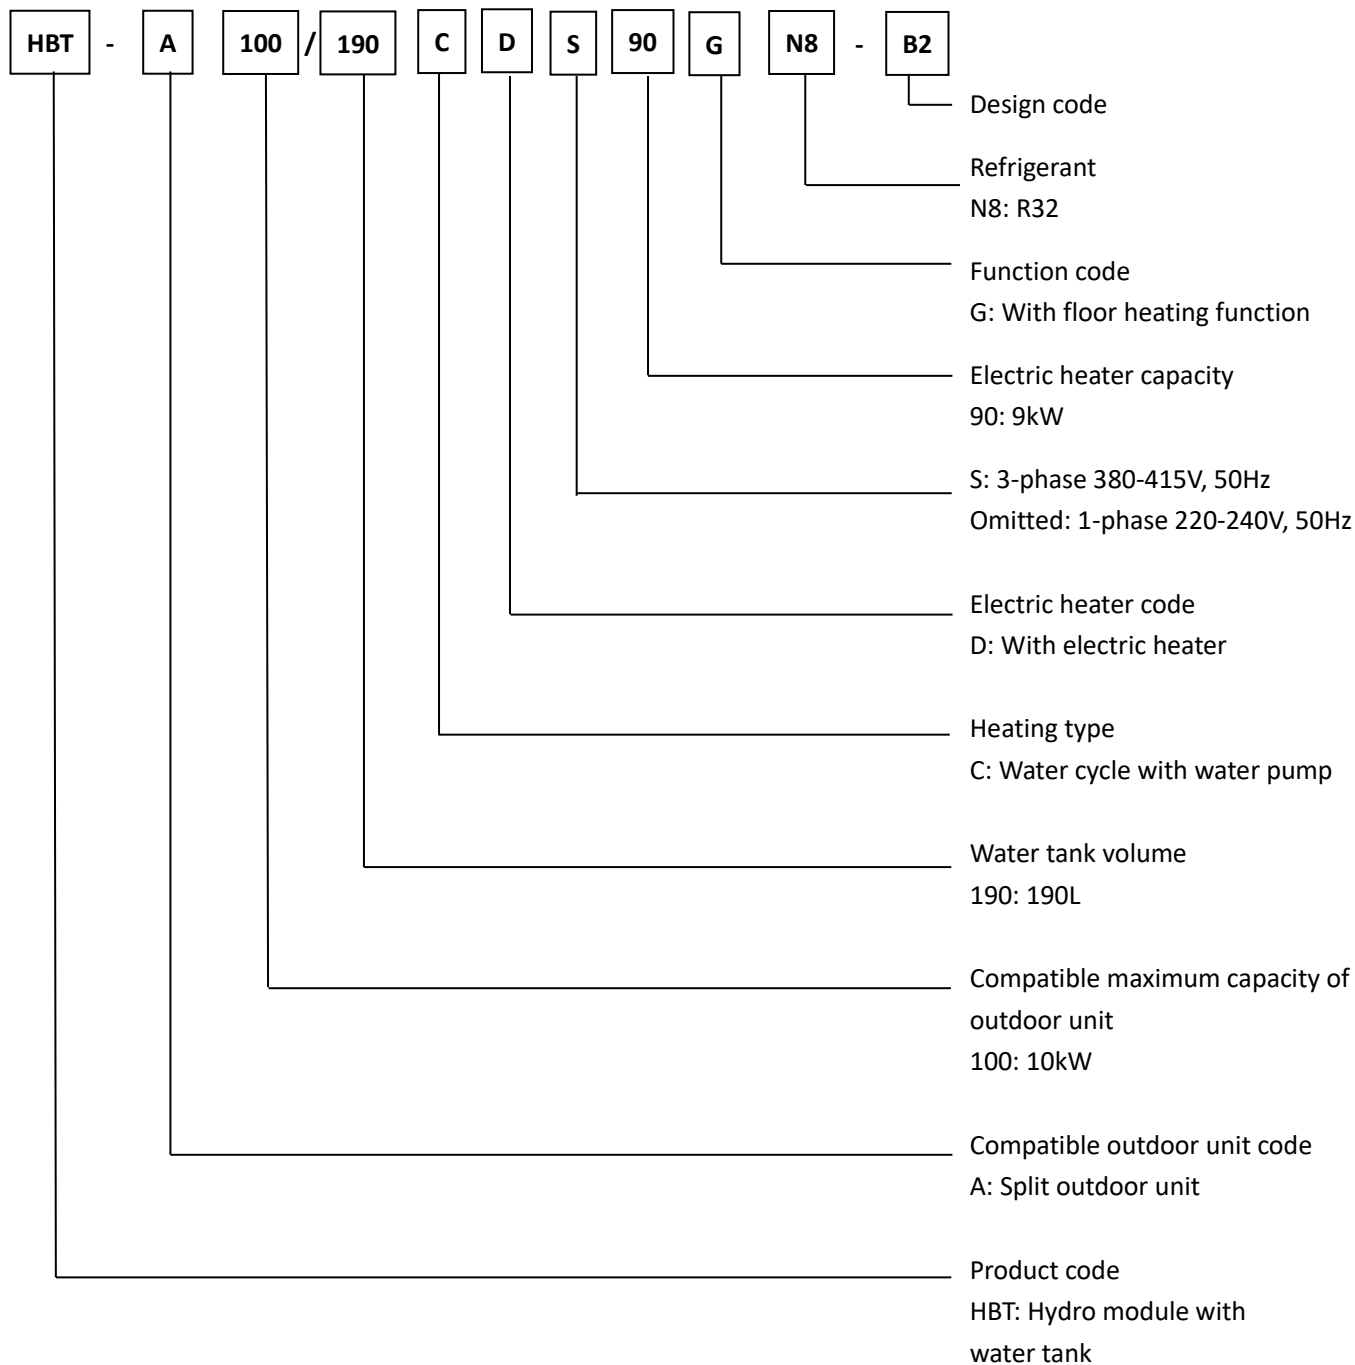 HBT - A 100 / 190 C D S 90 G N8 - B2
Design code
Refrigerant
N8: R32
Function code
G: With floor heating function
Electric heater capacity
90: 9kW
S: 3-phase 380-415V, 50Hz
Omitted: 1-phase 220-240V, 50Hz
Electric heater code
D: With electric heater
Heating type
C: Water cycle with water pump
Water tank volume
190: 190L
Compatible maximum capacity of
outdoor unit
100: 10kW
Compatible outdoor unit code
A: Split outdoor unit
Product code
HBT: Hydro module with
water tank